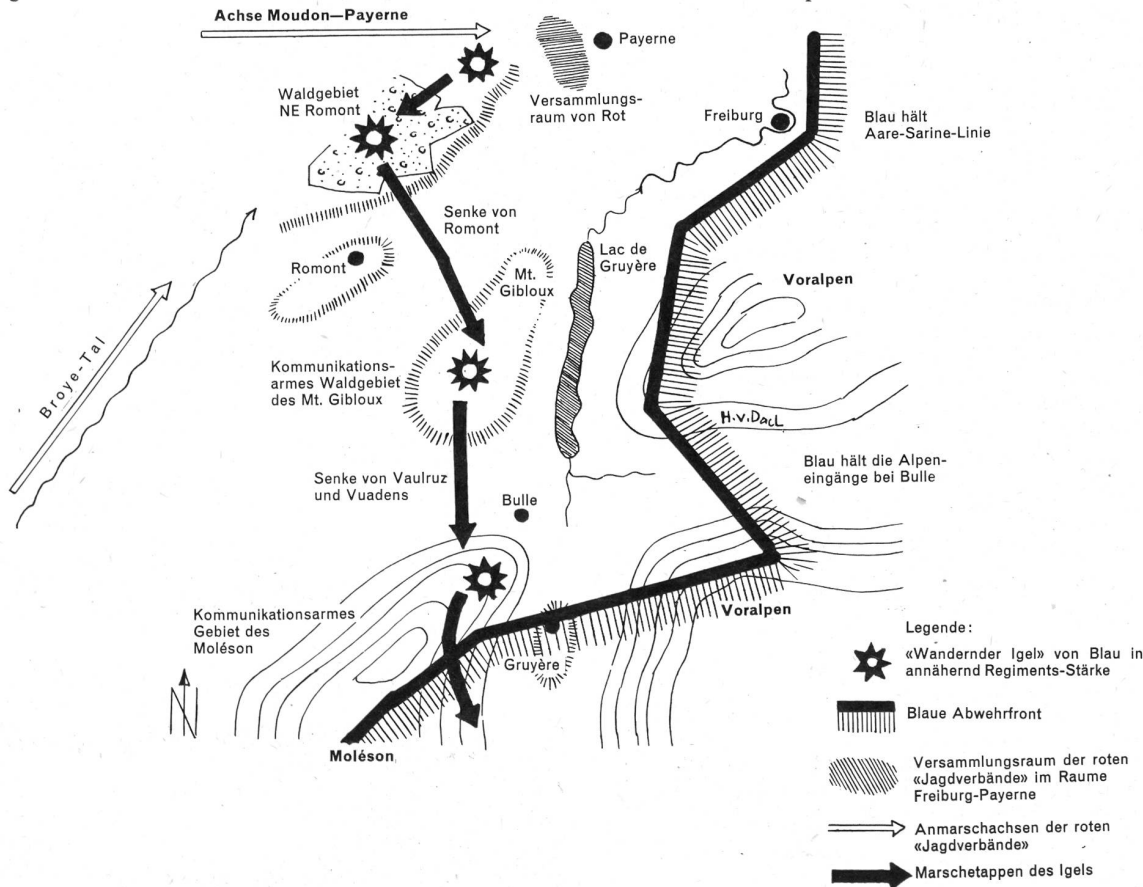 Achse Moudon—Payerne
Payerne
Waldgebiet
NE Romont
Versammlungs-
raum von Rot
Freiburg
Blau hält
Aare-Sarine-Linie
Senke von
Romont
Romont
Mt.
Gibloux
Lac de
Gruyère
Voralpen
Broye-Tal
Kommunikations-
armes Waldgebiet
des Mt. Gibloux
H.v.Dach
Senke von Vaulruz
und Vuadens
Bulle
Blau hält die Alpen-
eingänge bei Bulle
Kommunikationsarmes
Gebiet des
Moléson
Voralpen
Gruyère
N
Moléson
Legende:
«Wandernder Igel» von Blau in
annähernd Regiments-Stärke
Blaue Abwehrfront
Versammlungsraum der roten
«Jagdverbände» im Raume
Freiburg-Payerne
Anmarschachsen der roten
«Jagdverbände»
Marschetappen des Igels